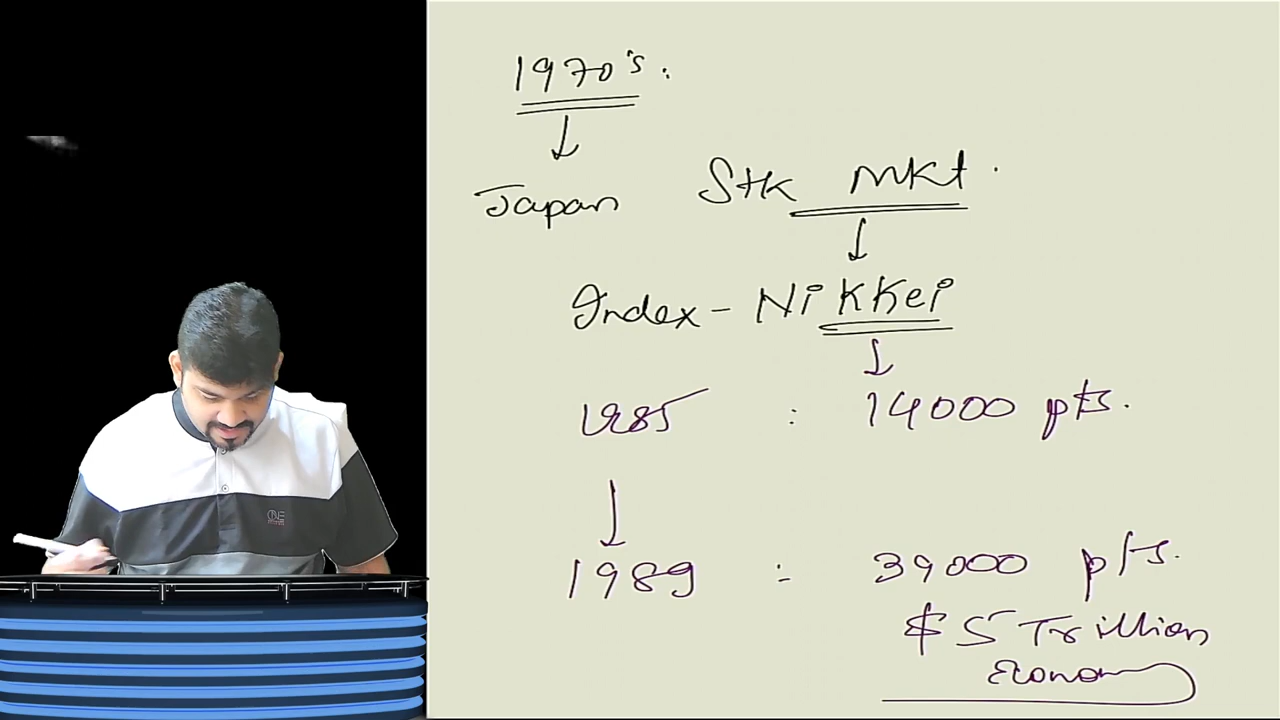 1970's.
Japan Stk mkt.
Index - Nikkei
1985 : 14000 pts.
1989 : 39000 pts.
$ 5 Trillion
Economy